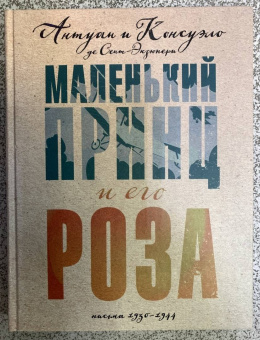 Антуан и Консуэло
де Сент-Экзюпери
МАЛЕНЬКИЙ
ПРИНЦ
и его
РОЗА
письма 1930–1944